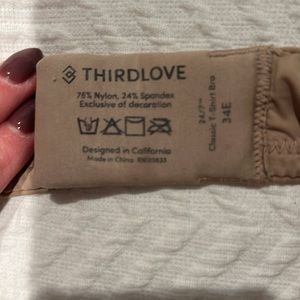 THIRDLOVE
76% Nylon, 24% Spandex
Exclusive of decoration
Designed in California
Made in China
24/7™
Classic T-Shirt Bra
34E